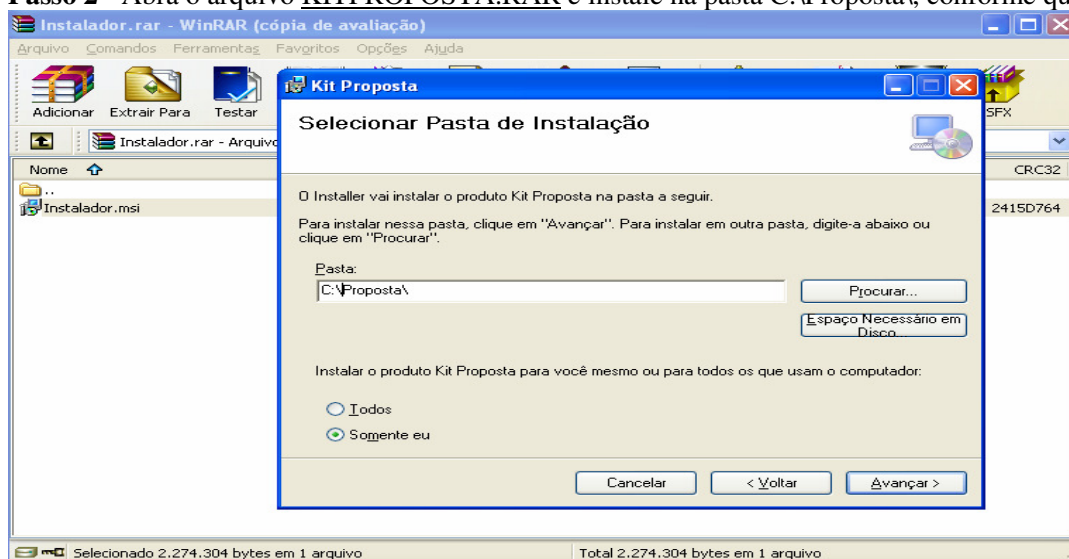 Passo 2 - Abra o arquivo KITPROPOSTA.RAR e instale na pasta C:\Proposta\, conforme
Instalador.rar - WinRAR (cópia de avaliação)
Arquivo Comandos Ferramentas Favoritos Opções Ajuda
Adicionar Extrair Para Testar SFX
Instalador.rar - Arquivo
Nome CRC32
..
Instalador.msi 2415D764
Kit Proposta
Selecionar Pasta de Instalação
O Installer vai instalar o produto Kit Proposta na pasta a seguir.
Para instalar nessa pasta, clique em "Avançar". Para instalar em outra pasta, digite-a abaixo ou
clique em "Procurar".
Pasta:
C:\Proposta\
Procurar...
Espaço Necessário em
Disco...
Instalar o produto Kit Proposta para você mesmo ou para todos os que usam o computador:
Todos
Somente eu
Cancelar < Voltar Avançar >
Selecionado 2.274.304 bytes em 1 arquivo Total 2.274.304 bytes em 1 arquivo